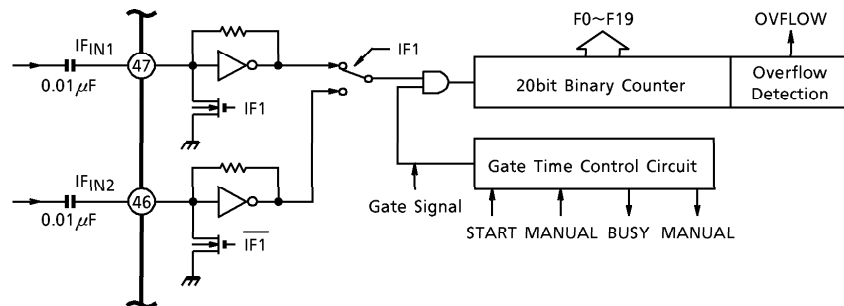 F0~F19
OVFLOW
IFIN1
IF1
47
0.01μF
20bit Binary Counter
Overflow
Detection
IF1
Gate Time Control Circuit
IFIN2
46
Gate Signal
0.01μF
START MANUAL BUSY MANUAL
IF1